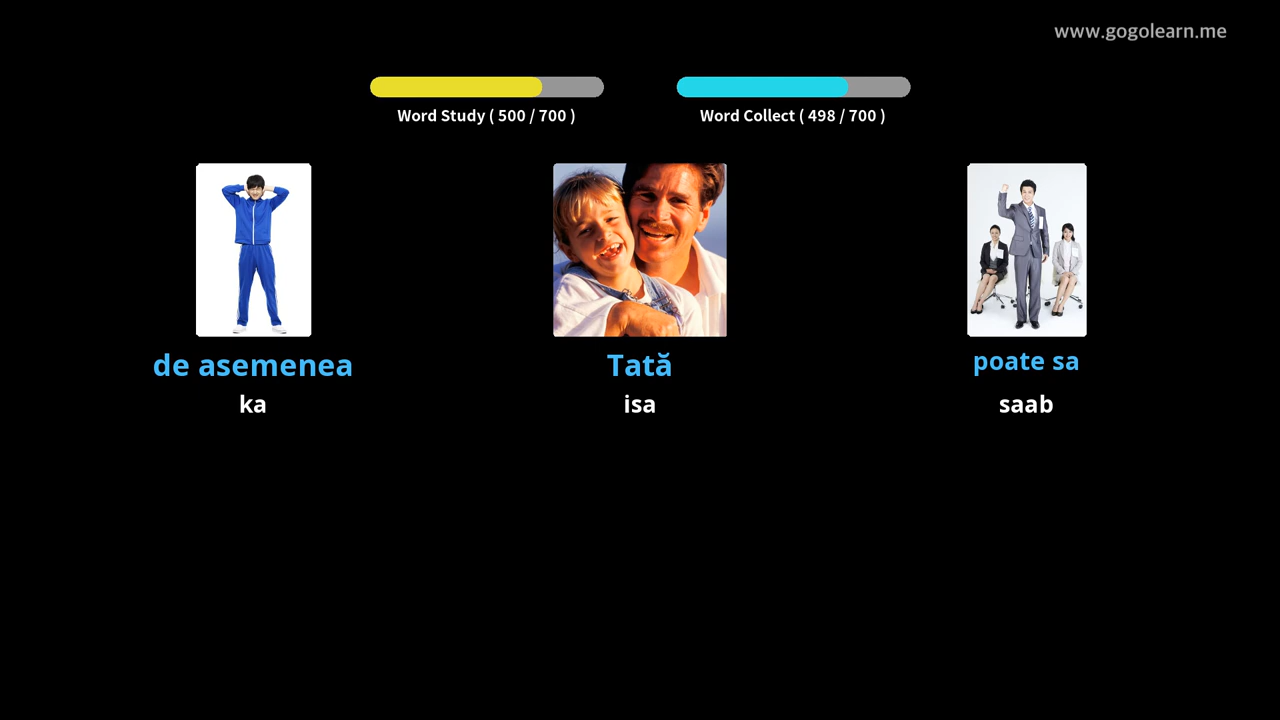 www.gogolearn.me
Word Study ( 500 / 700 )
Word Collect ( 498 / 700 )
de asemenea
Tată
poate sa
ka
isa
saab